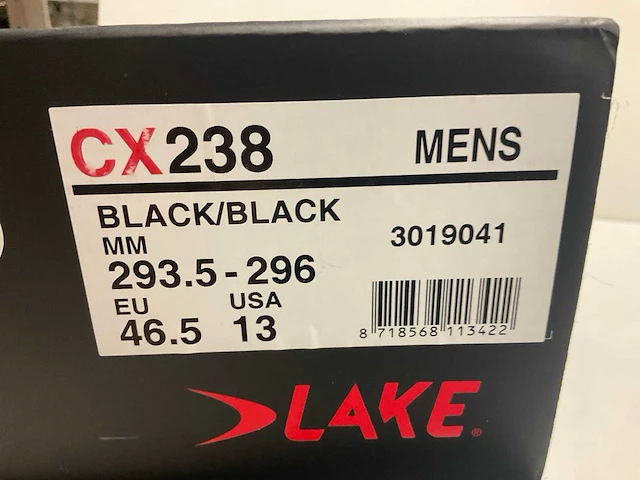 CX238 MENS
BLACK/BLACK
MM 3019041
293.5-296
EU USA
46.5 13
8 718568 113422
LAKE®